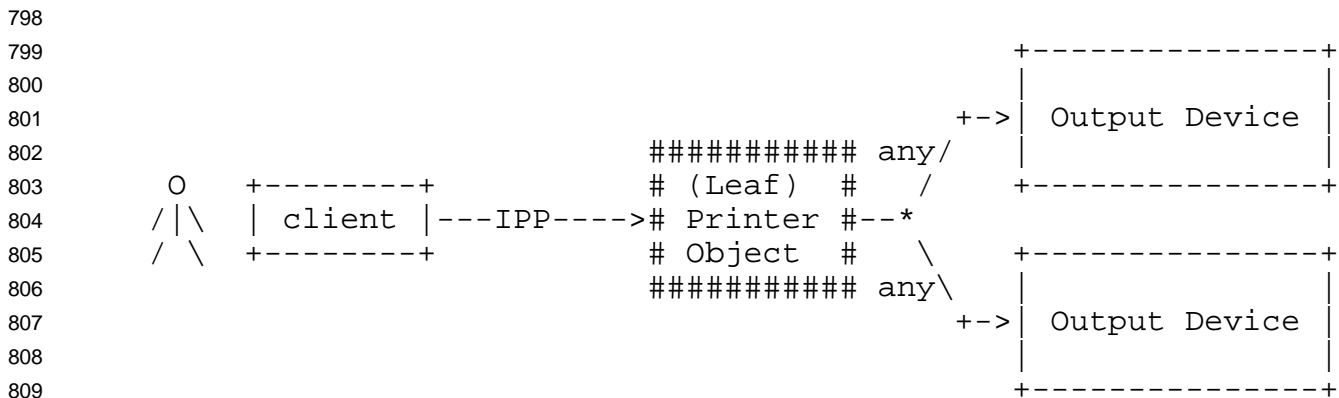 798
799                                                  +---------------+
800                                                  |               |
801                                               +->| Output Device |
802                              ########### any/   |               |
803      O   +--------+          # (Leaf)  #   /     +---------------+
804     /|\  | client |---IPP----># Printer #--*
805     / \  +--------+          # Object  #   \     +---------------+
806                              ########### any\    |               |
807                                               +->| Output Device |
808                                                  |               |
809                                                  +---------------+